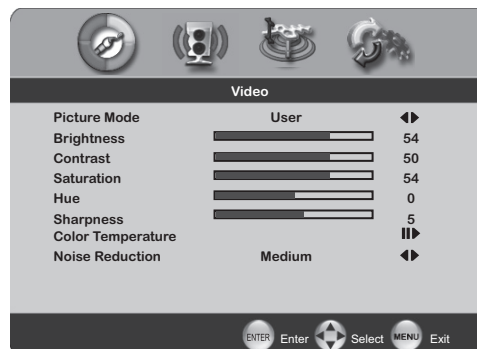 Video
Picture Mode User
Brightness 54
Contrast 50
Saturation 54
Hue 0
Sharpness 5
Color Temperature
Noise Reduction Medium
ENTER Enter Select MENU Exit